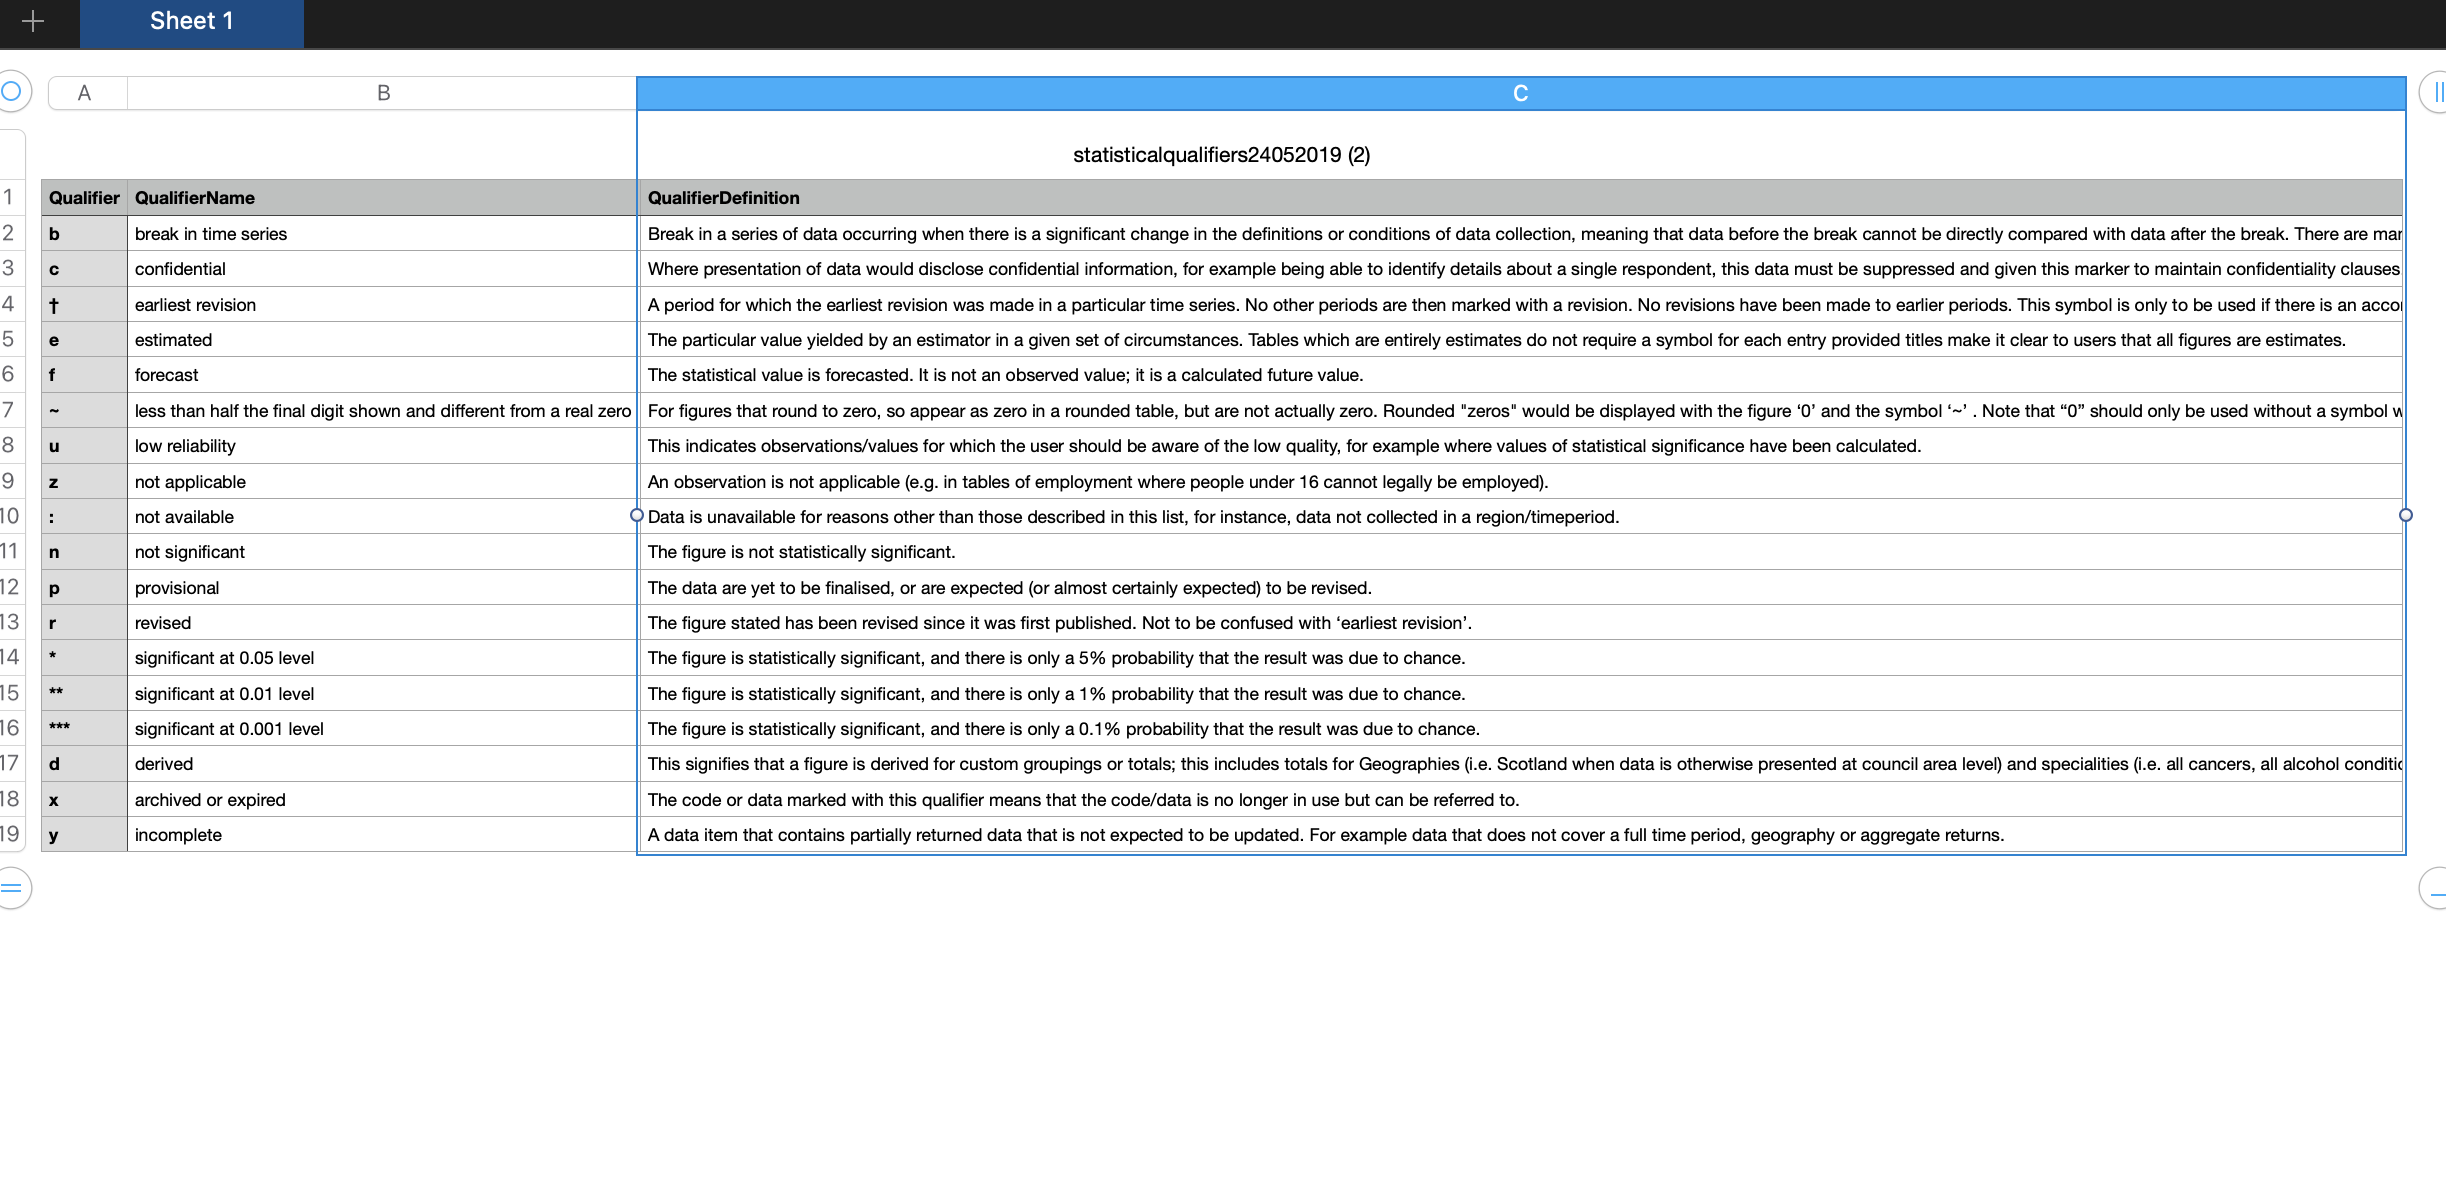 Sheet 1
A B C
statisticalqualifiers24052019 (2)
1 Qualifier QualifierName QualifierDefinition
2 b break in time series Break in a series of data occurring when there is a significant change in the definitions or conditions of data collection, meaning that data before the break cannot be directly compared with data after the break. There are
3 c confidential Where presentation of data would disclose confidential information, for example being able to identify details about a single respondent, this data must be suppressed and given this marker to maintain confidentiality clauses
4 † earliest revision A period for which the earliest revision was made in a particular time series. No other periods are then marked with a revision. No revisions have been made to earlier periods. This symbol is only to be used if there is an
5 e estimated The particular value yielded by an estimator in a given set of circumstances. Tables which are entirely estimates do not require a symbol for each entry provided titles make it clear to users that all figures are estimates.
6 f forecast The statistical value is forecasted. It is not an observed value; it is a calculated future value.
7 ~ less than half the final digit shown and different from a real zero For figures that round to zero, so appear as zero in a rounded table, but are not actually zero. Rounded "zeros" would be displayed with the figure ‘0’ and the symbol ‘~’ . Note that “0” should only be used without a symbol
8 u low reliability This indicates observations/values for which the user should be aware of the low quality, for example where values of statistical significance have been calculated.
9 z not applicable An observation is not applicable (e.g. in tables of employment where people under 16 cannot legally be employed).
10 : not available Data is unavailable for reasons other than those described in this list, for instance, data not collected in a region/timeperiod.
11 n not significant The figure is not statistically significant.
12 p provisional The data are yet to be finalised, or are expected (or almost certainly expected) to be revised.
13 r revised The figure stated has been revised since it was first published. Not to be confused with ‘earliest revision’.
14 * significant at 0.05 level The figure is statistically significant, and there is only a 5% probability that the result was due to chance.
15 ** significant at 0.01 level The figure is statistically significant, and there is only a 1% probability that the result was due to chance.
16 *** significant at 0.001 level The figure is statistically significant, and there is only a 0.1% probability that the result was due to chance.
17 d derived This signifies that a figure is derived for custom groupings or totals; this includes totals for Geographies (i.e. Scotland when data is otherwise presented at council area level) and specialities (i.e. all cancers, all alcohol
18 x archived or expired The code or data marked with this qualifier means that the code/data is no longer in use but can be referred to.
19 y incomplete A data item that contains partially returned data that is not expected to be updated. For example data that does not cover a full time period, geography or aggregate returns.